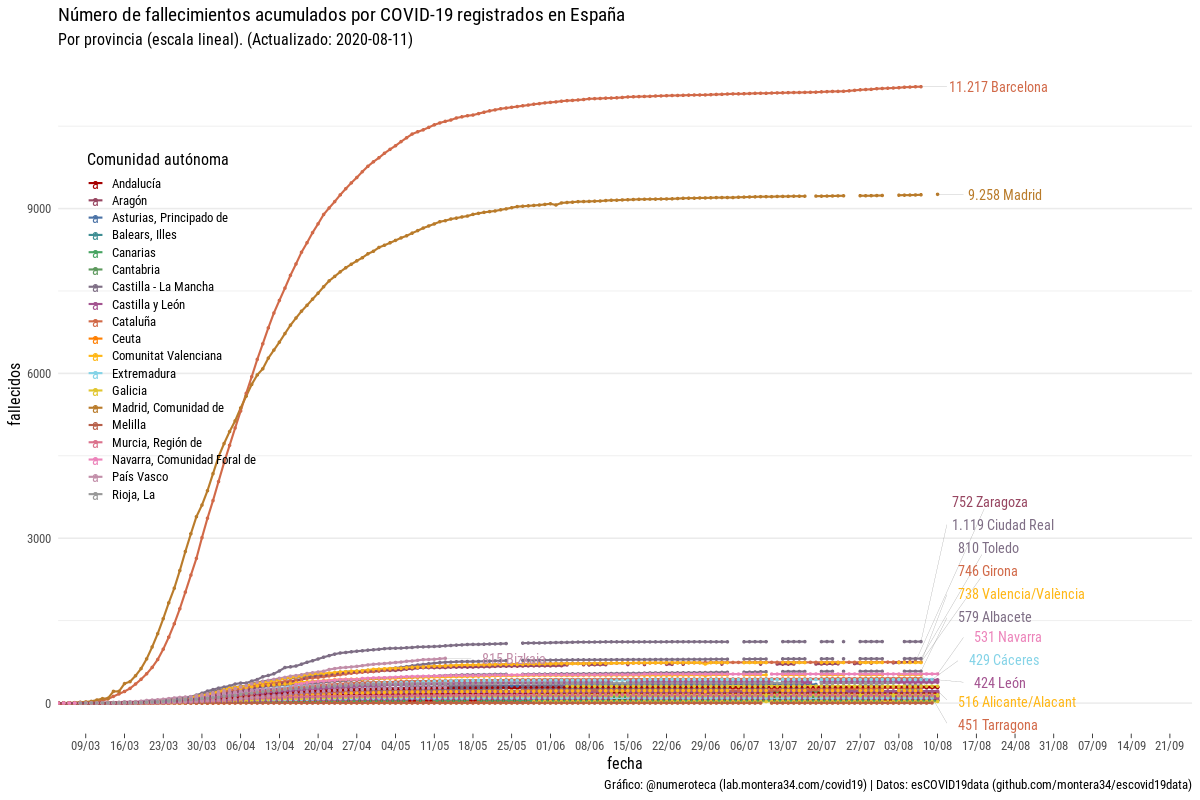 Número de fallecimientos acumulados por COVID-19 registrados en España
Por provincia (escala lineal). (Actualizado: 2020-08-11)
11.217 Barcelona
Comunidad autónoma
Andalucía
Aragón
Asturias, Principado de
Balears, Illes
Canarias
Cantabria
Castilla - La Mancha
Castilla y León
Cataluña
Ceuta
Comunitat Valenciana
Extremadura
Galicia
Madrid, Comunidad de
Melilla
Murcia, Región de
Navarra, Comunidad Foral de
País Vasco
Rioja, La
9.258 Madrid
9000
6000
3000
0
fallecidos
752 Zaragoza
1.119 Ciudad Real
810 Toledo
746 Girona
738 Valencia/València
579 Albacete
531 Navarra
815 Bizkaia
429 Cáceres
424 León
516 Alicante/Alacant
451 Tarragona
09/03 16/03 23/03 30/03 06/04 13/04 20/04 27/04 04/05 11/05 18/05 25/05 01/06 08/06 15/06 22/06 29/06 06/07 13/07 20/07 27/07 03/08 10/08 17/08 24/08 31/08 07/09 14/09 21/09
fecha
Gráfico: @numeroteca (lab.montera34.com/covid19) | Datos: esCOVID19data (github.com/montera34/escovid19data)